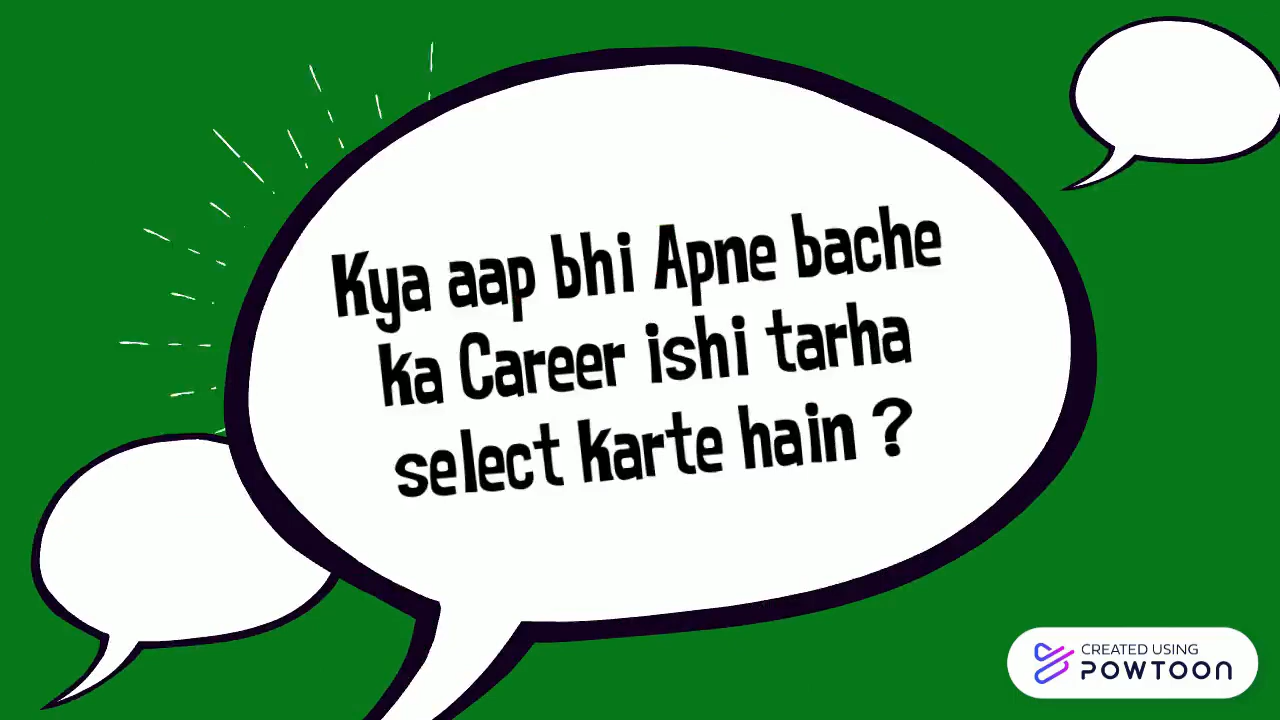 Kya aap bhi Apne bache
ka Career ishi tarha
select karte hain ?
CREATED USING
POWTOON